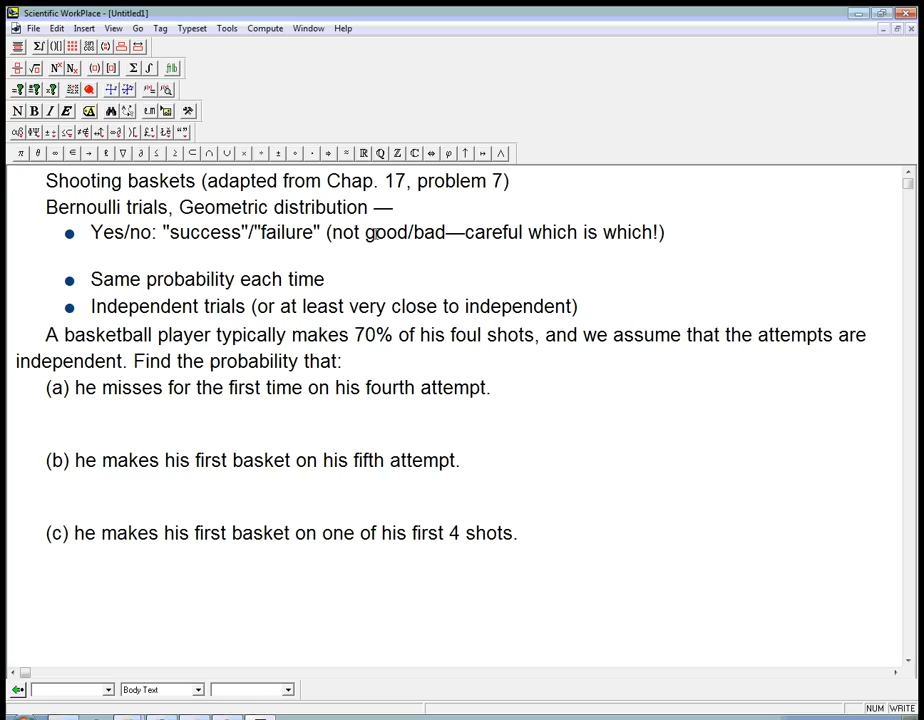 Scientific WorkPlace - [Untitled1]
File Edit Insert View Go Tag Typeset Tools Compute Window Help
Shooting baskets (adapted from Chap. 17, problem 7)
Bernoulli trials, Geometric distribution —
Yes/no: "success"/"failure" (not good/bad—careful which is which!)
Same probability each time
Independent trials (or at least very close to independent)
A basketball player typically makes 70% of his foul shots, and we assume that the attempts are
independent. Find the probability that:
(a) he misses for the first time on his fourth attempt.
(b) he makes his first basket on his fifth attempt.
(c) he makes his first basket on one of his first 4 shots.
Body Text
NUM WRITE